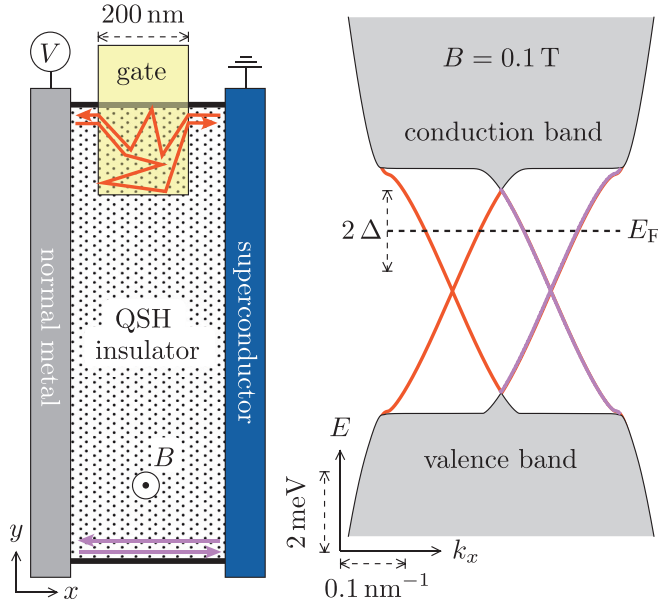 200 nm
V
gate
normal metal
QSH
insulator
superconductor
B
y
x
B = 0.1 T
conduction band
2 Δ
E_F
E
valence band
2 meV
k_x
0.1 nm⁻¹